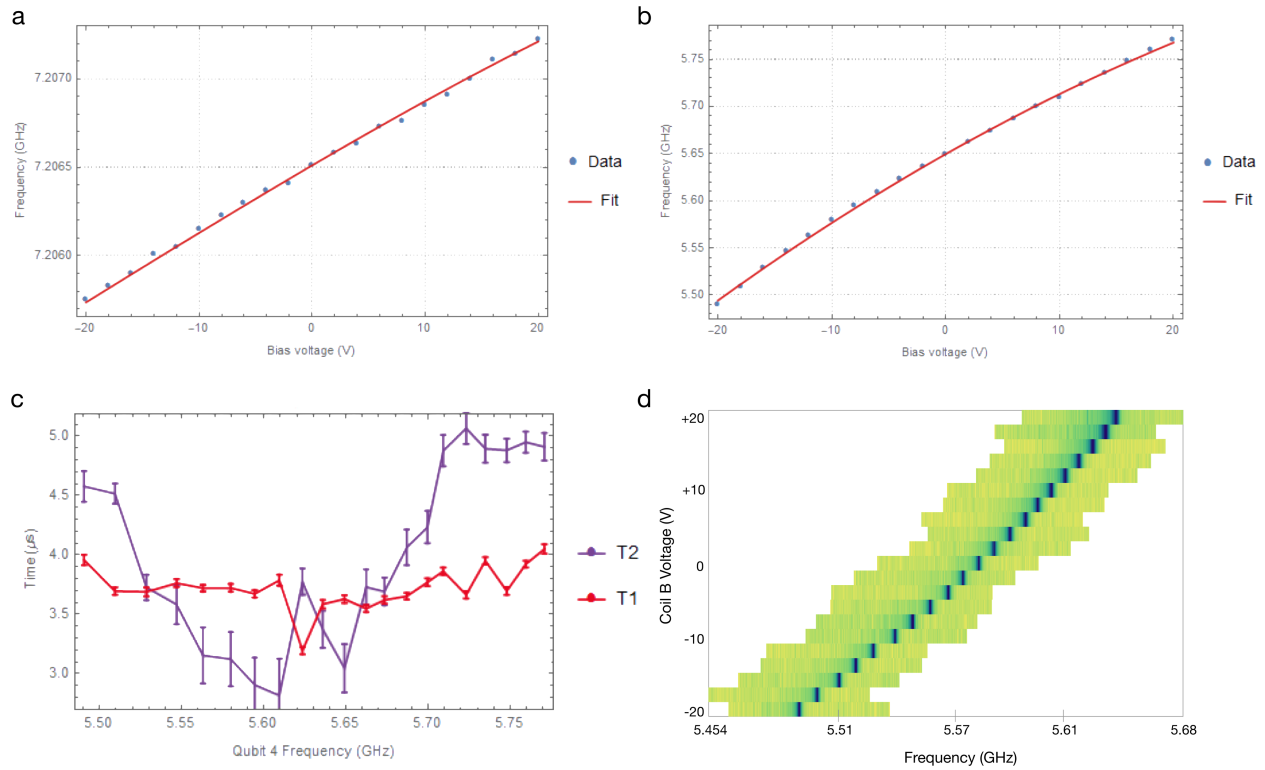 a
7.2070
7.2065
7.2060
Frequency (GHz)
−20
−10
0
10
20
Bias voltage (V)
Data
Fit
b
5.75
5.70
5.65
5.60
5.55
5.50
Frequency (GHz)
−20
−10
0
10
20
Bias voltage (V)
Data
Fit
c
5.0
4.5
4.0
3.5
3.0
Time (μs)
5.50
5.55
5.60
5.65
5.70
5.75
Qubit 4 Frequency (GHz)
T2
T1
d
+20
+10
0
-10
-20
Coil B Voltage (V)
5.454
5.51
5.57
5.61
5.68
Frequency (GHz)